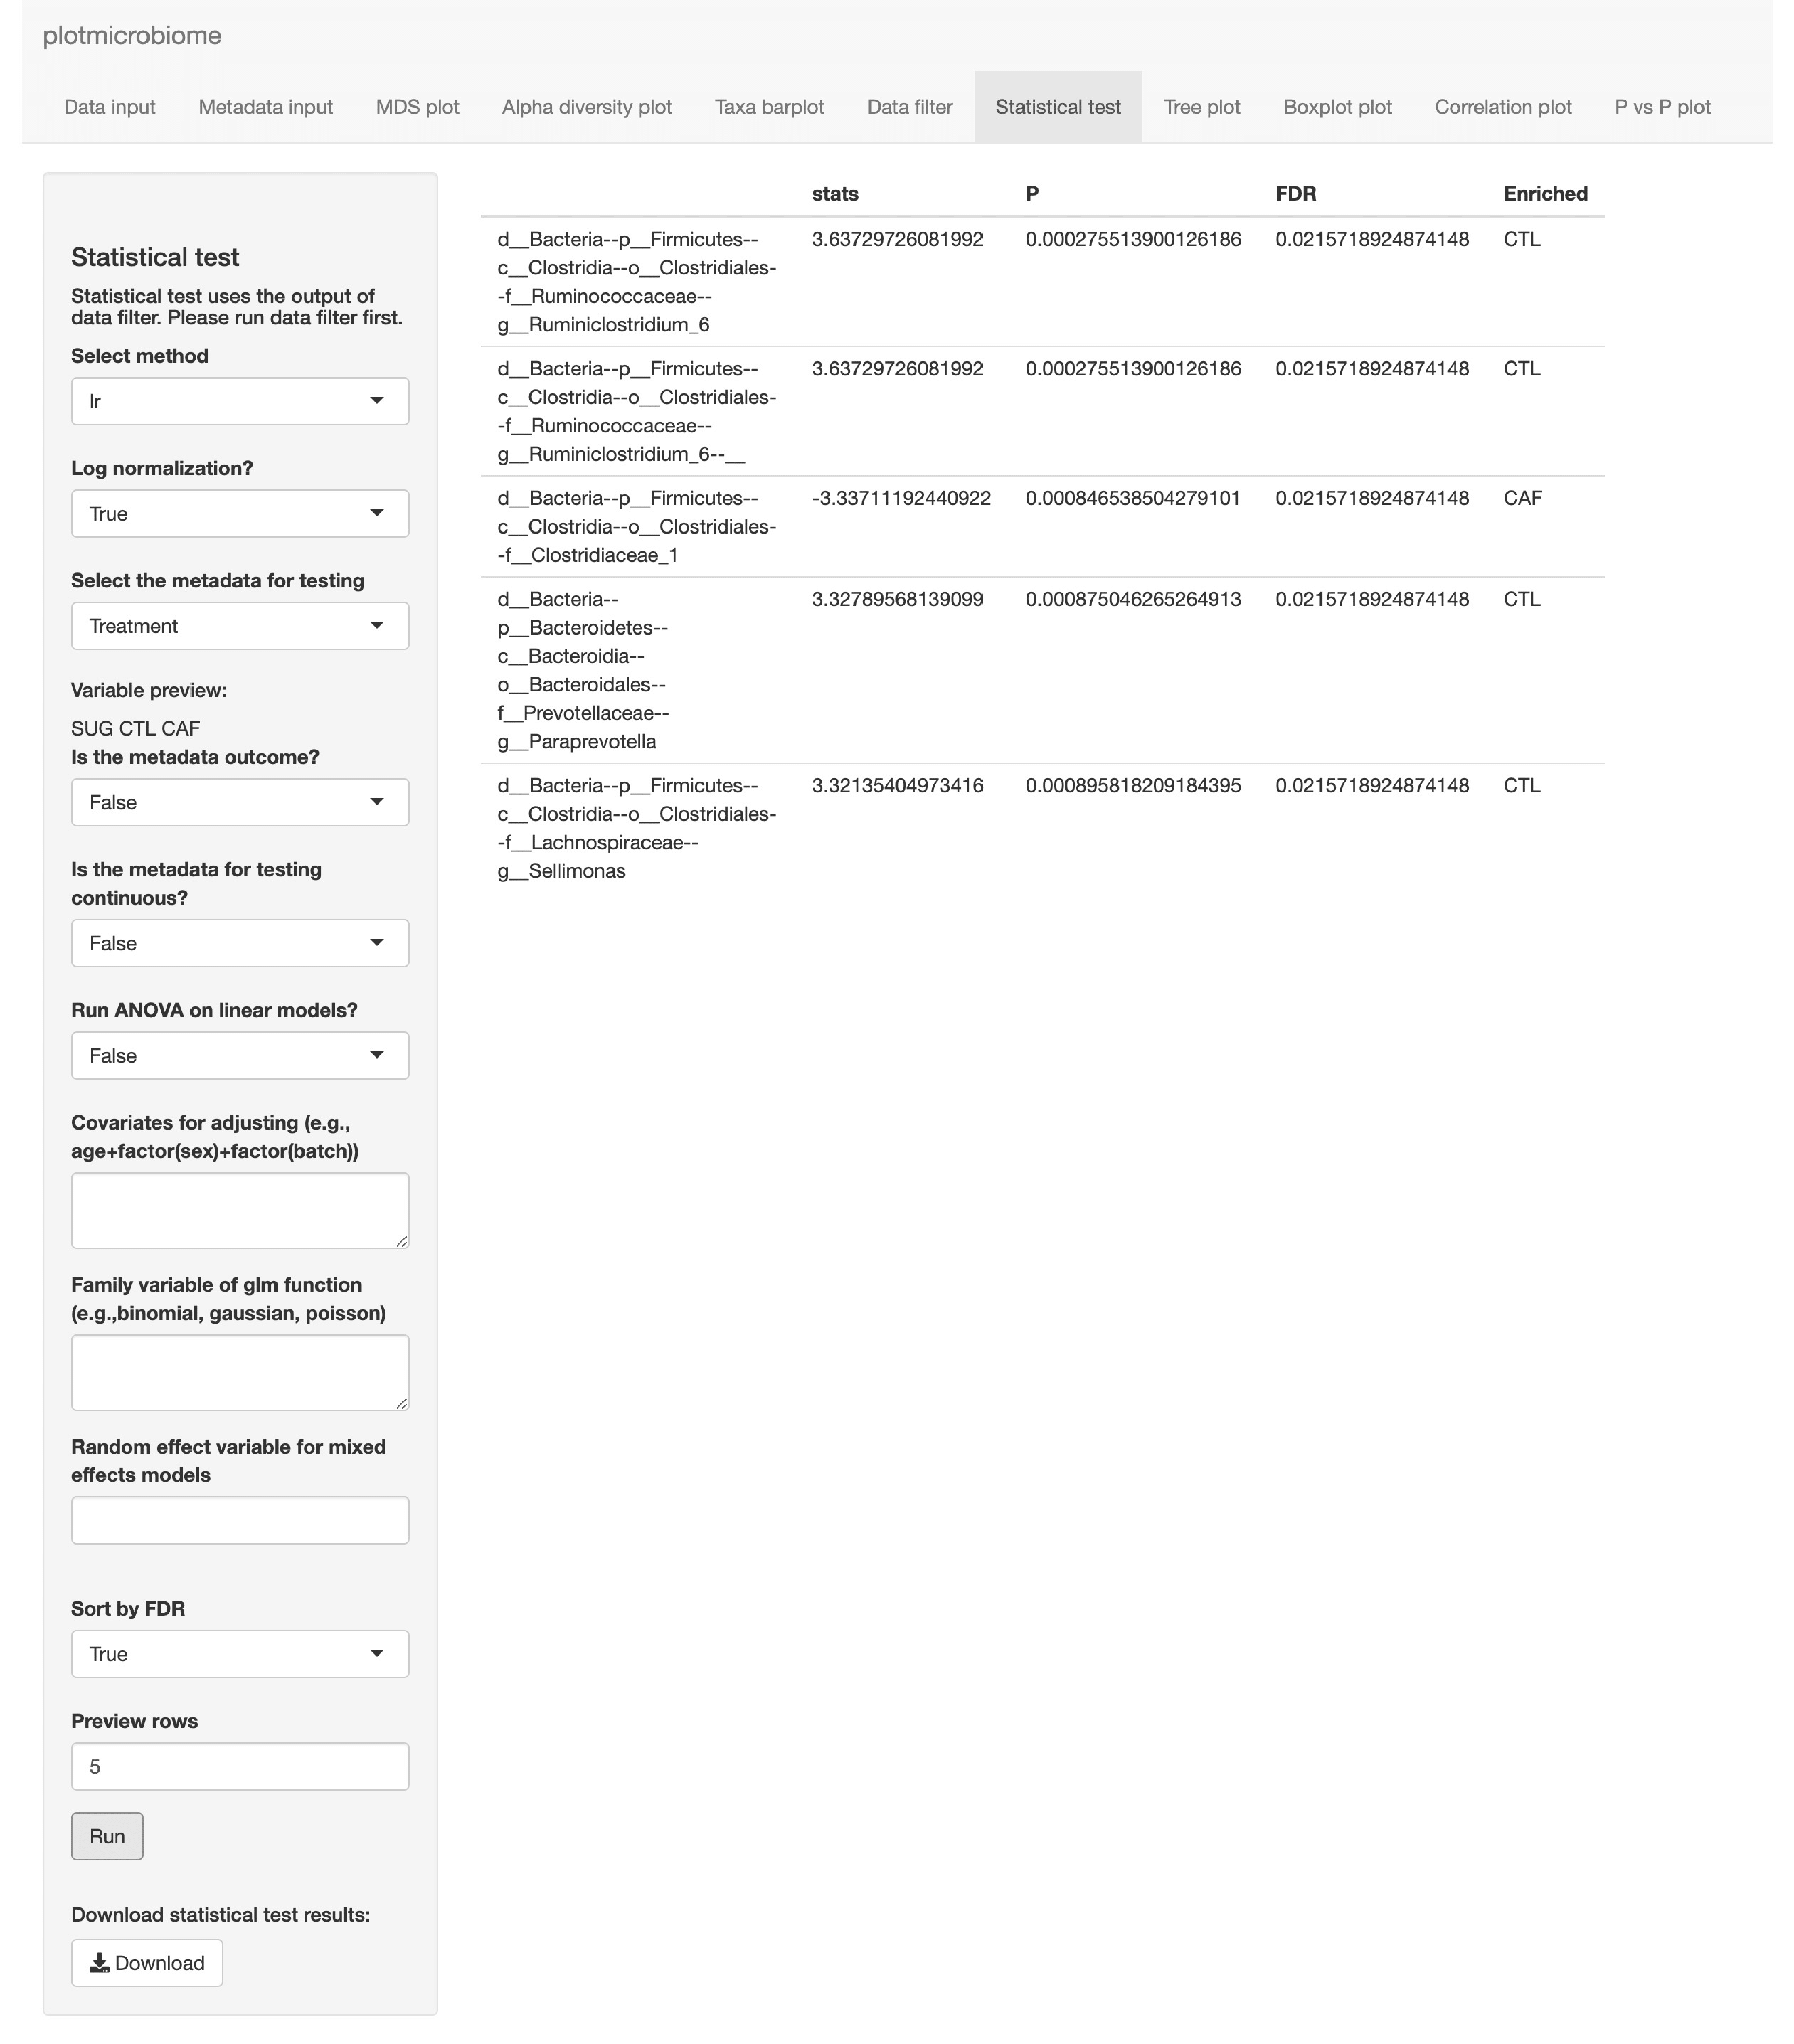 plotmicrobiome
Data input Metadata input MDS plot Alpha diversity plot Taxa barplot Data filter Statistical test Tree plot Boxplot plot Correlation plot P vs P plot
Statistical test
Statistical test uses the output of
data filter. Please run data filter first.
Select method
lr
Log normalization?
True
Select the metadata for testing
Treatment
Variable preview:
SUG CTL CAF
Is the metadata outcome?
False
Is the metadata for testing
continuous?
False
Run ANOVA on linear models?
False
Covariates for adjusting (e.g.,
age+factor(sex)+factor(batch))
Family variable of glm function
(e.g.,binomial, gaussian, poisson)
Random effect variable for mixed
effects models
Sort by FDR
True
Preview rows
5
Run
Download statistical test results:
Download
stats P FDR Enriched
d__Bacteria--p__Firmicutes-- 3.63729726081992 0.000275513900126186 0.0215718924874148 CTL
c__Clostridia--o__Clostridiales-
-f__Ruminococcaceae--
g__Ruminiclostridium_6
d__Bacteria--p__Firmicutes-- 3.63729726081992 0.000275513900126186 0.0215718924874148 CTL
c__Clostridia--o__Clostridiales-
-f__Ruminococcaceae--
g__Ruminiclostridium_6--__
d__Bacteria--p__Firmicutes-- -3.33711192440922 0.000846538504279101 0.0215718924874148 CAF
c__Clostridia--o__Clostridiales-
-f__Clostridiaceae_1
d__Bacteria-- 3.32789568139099 0.000875046265264913 0.0215718924874148 CTL
p__Bacteroidetes--
c__Bacteroidia--
o__Bacteroidales--
f__Prevotellaceae--
g__Paraprevotella
d__Bacteria--p__Firmicutes-- 3.32135404973416 0.000895818209184395 0.0215718924874148 CTL
c__Clostridia--o__Clostridiales-
-f__Lachnospiraceae--
g__Sellimonas